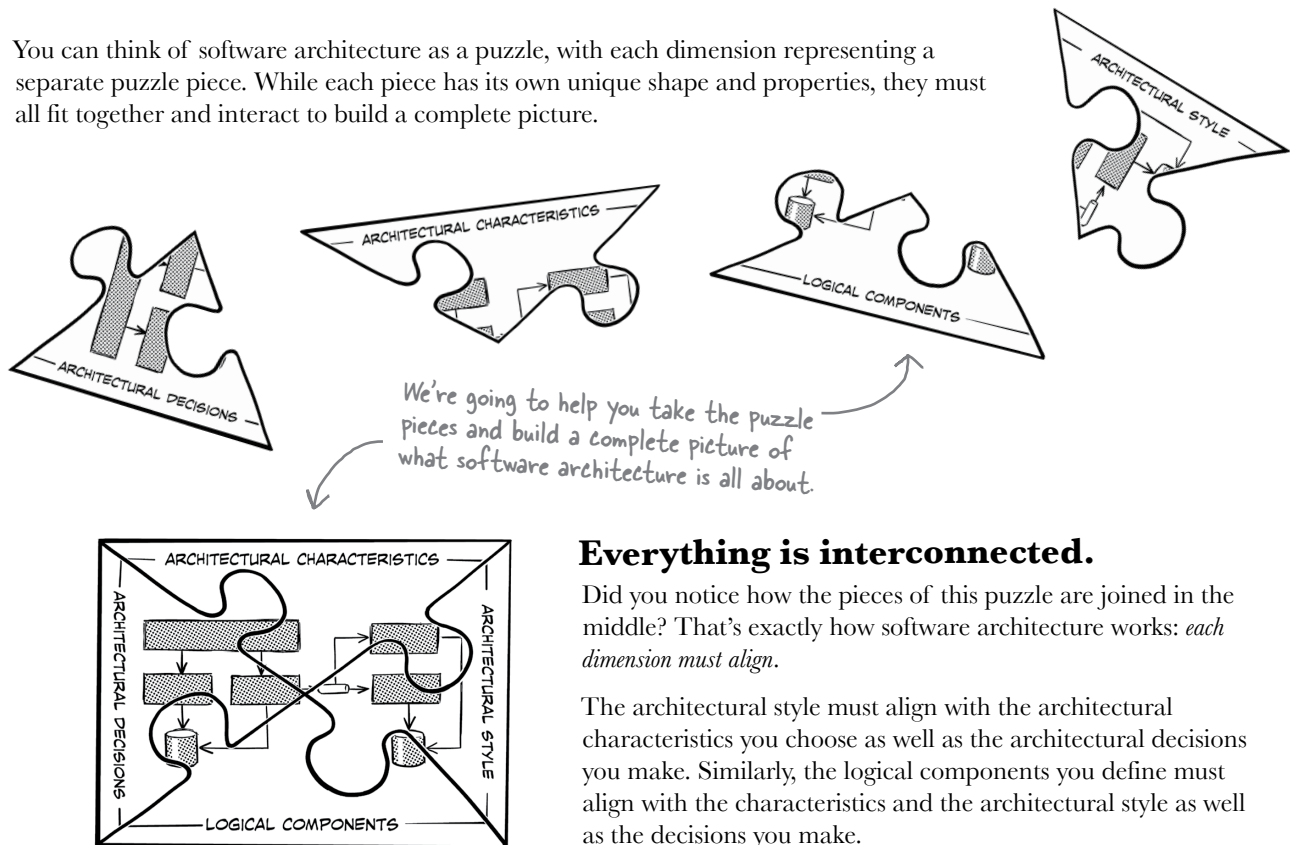 You can think of software architecture as a puzzle, with each dimension representing a
separate puzzle piece. While each piece has its own unique shape and properties, they must
all fit together and interact to build a complete picture.
ARCHITECTURAL STYLE
ARCHITECTURAL CHARACTERISTICS
LOGICAL COMPONENTS
ARCHITECTURAL DECISIONS
We're going to help you take the puzzle
pieces and build a complete picture of
what software architecture is all about.
ARCHITECTURAL CHARACTERISTICS
ARCHITECTURAL DECISIONS
ARCHITECTURAL STYLE
LOGICAL COMPONENTS
Everything is interconnected.
Did you notice how the pieces of this puzzle are joined in the
middle? That's exactly how software architecture works: each
dimension must align.
The architectural style must align with the architectural
characteristics you choose as well as the architectural decisions
you make. Similarly, the logical components you define must
align with the characteristics and the architectural style as well
as the decisions you make.